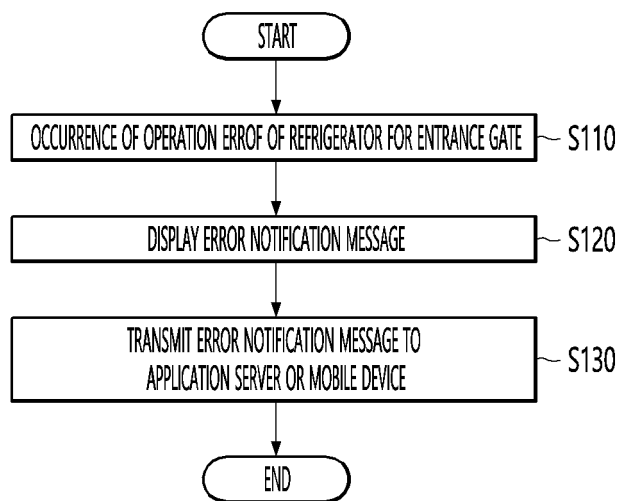 START
OCCURRENCE OF OPERATION ERROF OF REFRIGERATOR FOR ENTRANCE GATE
S110
DISPLAY ERROR NOTIFICATION MESSAGE
S120
TRANSMIT ERROR NOTIFICATION MESSAGE TO
APPLICATION SERVER OR MOBILE DEVICE
S130
END